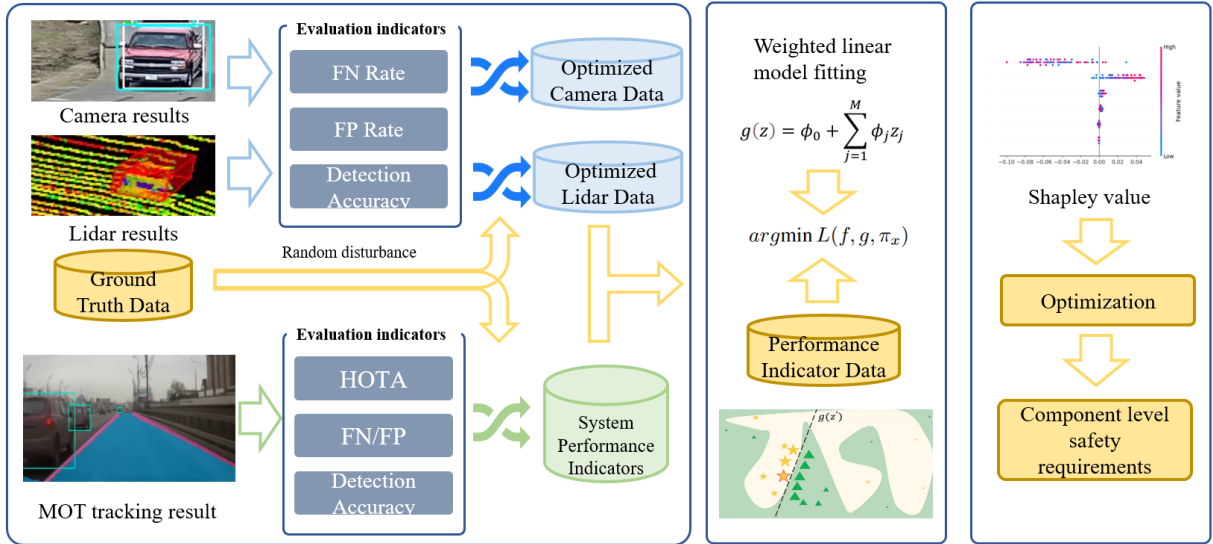 Camera results
Lidar results
Ground
Truth Data
MOT tracking result
Evaluation indicators
FN Rate
FP Rate
Detection
Accuracy
Optimized
Camera Data
Optimized
Lidar Data
Random disturbance
Evaluation indicators
HOTA
FN/FP
Detection
Accuracy
System
Performance
Indicators
Weighted linear
model fitting
g(z) = ϕ₀ + ∑ᴹⱼ₌₁ ϕⱼzⱼ
argmin L(f, g, πₓ)
Performance
Indicator Data
g(z')
High
Feature value
Low
−0.10 −0.08 −0.06 −0.04 −0.02 0.00 0.02 0.04
Shapley value
Optimization
Component level
safety
requirements